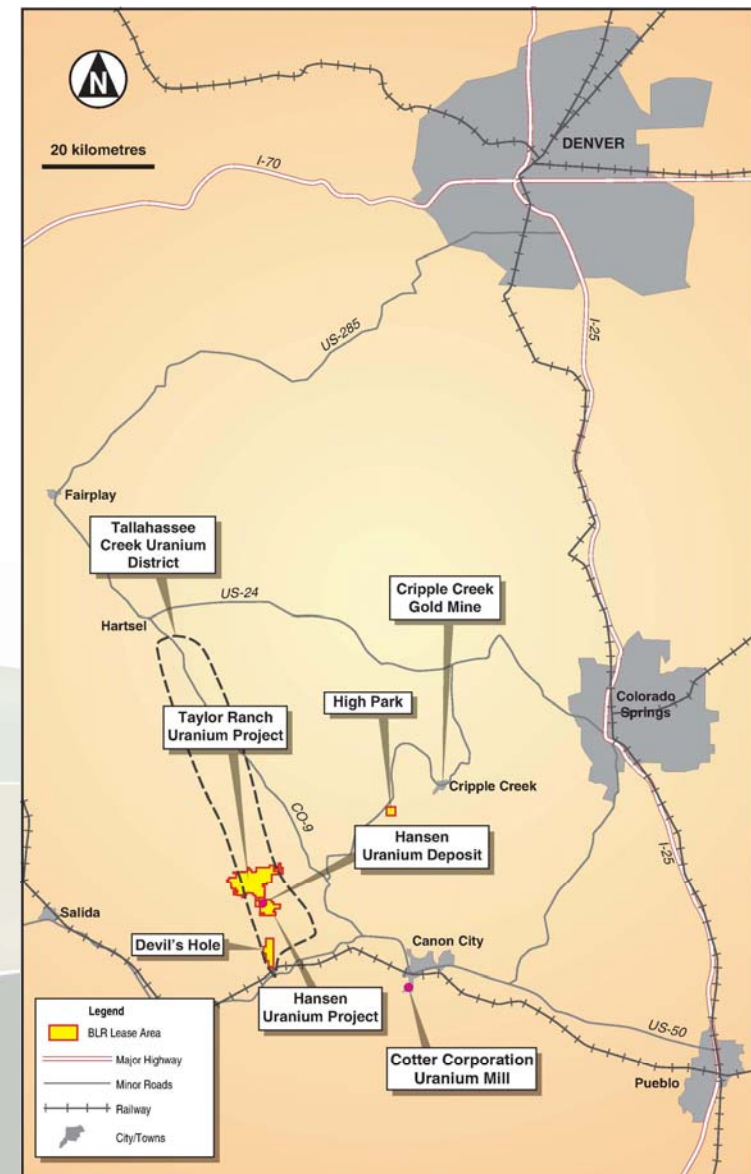 N
20 kilometres
I-70
DENVER
US-285
I-25
Fairplay
Tallahassee
Creek Uranium
District
US-24
Cripple Creek
Gold Mine
Hartsel
High Park
Colorado
Springs
Taylor Ranch
Uranium Project
Cripple Creek
CO-9
Hansen
Uranium Deposit
I-25
Salida
Devil's Hole
Canon City
Hansen
Uranium Project
US-50
Cotter Corporation
Uranium Mill
Pueblo
Legend
BLR Lease Area
Major Highway
Minor Roads
Railway
City/Towns